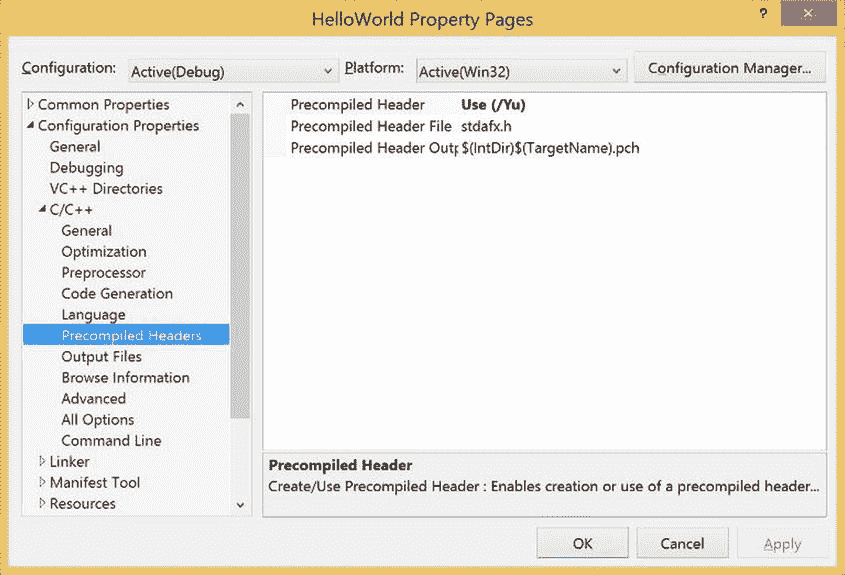 HelloWorld Property Pages
? ×
Configuration: Active(Debug) Platform: Active(Win32) Configuration Manager...
Common Properties
Configuration Properties
General
Debugging
VC++ Directories
C/C++
General
Optimization
Preprocessor
Code Generation
Language
Precompiled Headers
Output Files
Browse Information
Advanced
All Options
Command Line
Linker
Manifest Tool
Resources
Precompiled Header Use (/Yu)
Precompiled Header File stdafx.h
Precompiled Header Outp $(IntDir)$(TargetName).pch
Precompiled Header
Create/Use Precompiled Header : Enables creation or use of a precompiled header...
OK Cancel Apply